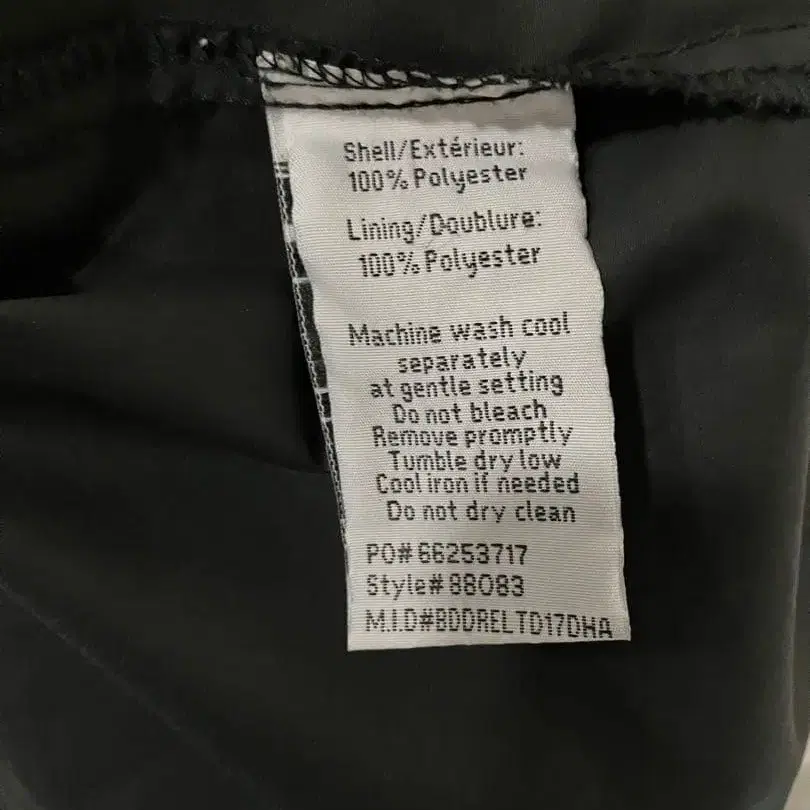 Shell/Extérieur:
100% Polyester
Lining/Doublure:
100% Polyester
Machine wash cool
separately
at gentle setting
Do not bleach
Remove promptly
Tumble dry low
Cool iron if needed
Do not dry clean
PO# 66253717
Style# 88083
M.I.D#BDDRELTD17DHA